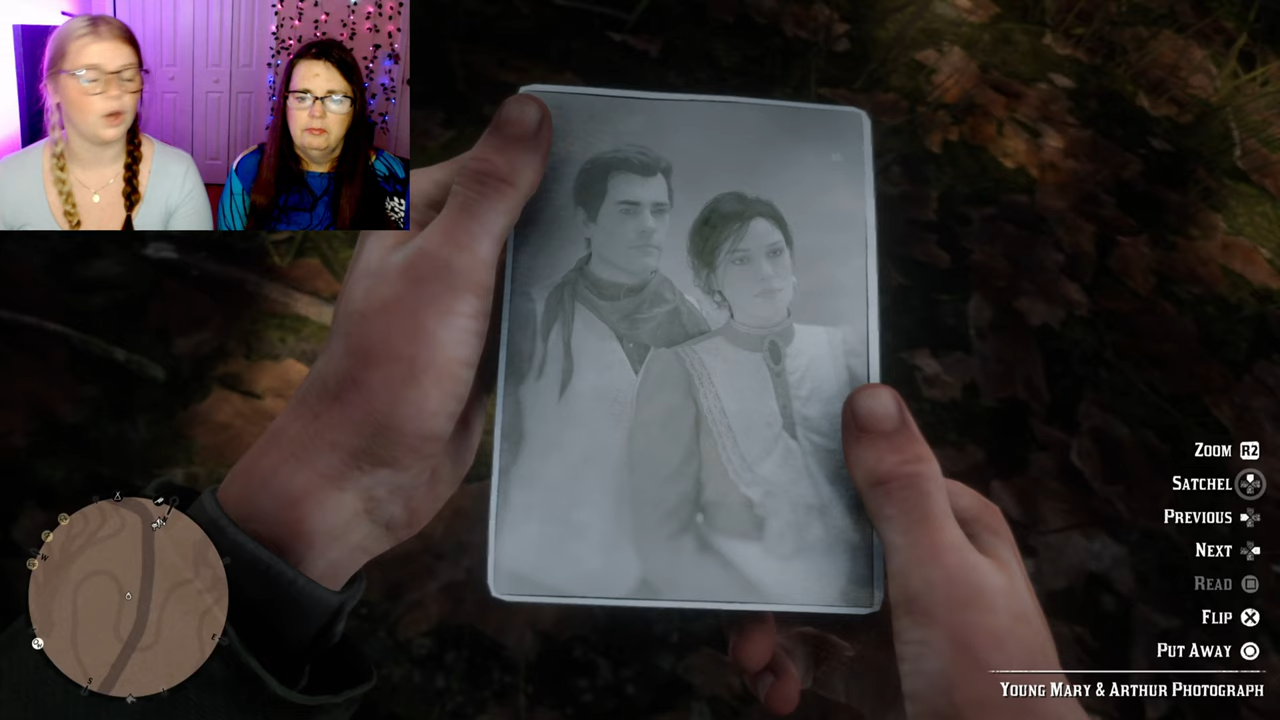 ZOOM R2
SATCHEL
PREVIOUS
NEXT
READ
FLIP
PUT AWAY
YOUNG MARY & ARTHUR PHOTOGRAPH
W
E
S